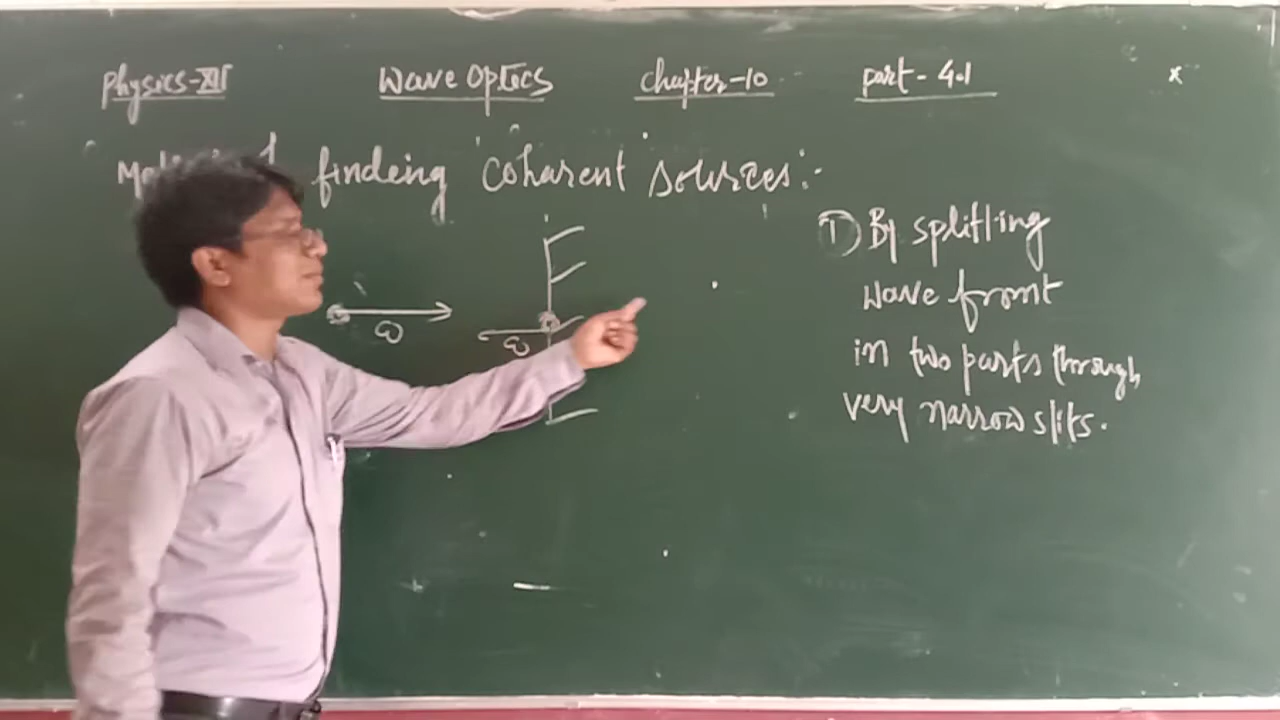 Physics-XII Wave Optics Chapter-10 part-4.1
finding coharent sources:-
① By splitting
wave front
in two parts through
very narrow slits.
ω ω